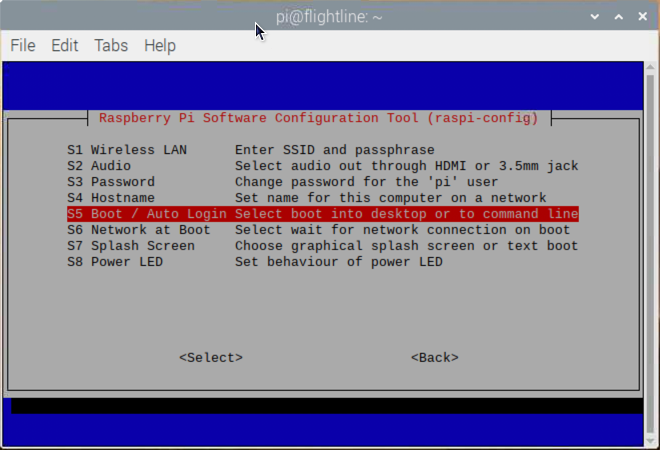 pi@flightline: ~
File Edit Tabs Help
Raspberry Pi Software Configuration Tool (raspi-config)
S1 Wireless LAN Enter SSID and passphrase
S2 Audio Select audio out through HDMI or 3.5mm jack
S3 Password Change password for the 'pi' user
S4 Hostname Set name for this computer on a network
S5 Boot / Auto Login Select boot into desktop or to command line
S6 Network at Boot Select wait for network connection on boot
S7 Splash Screen Choose graphical splash screen or text boot
S8 Power LED Set behaviour of power LED
<Select> <Back>